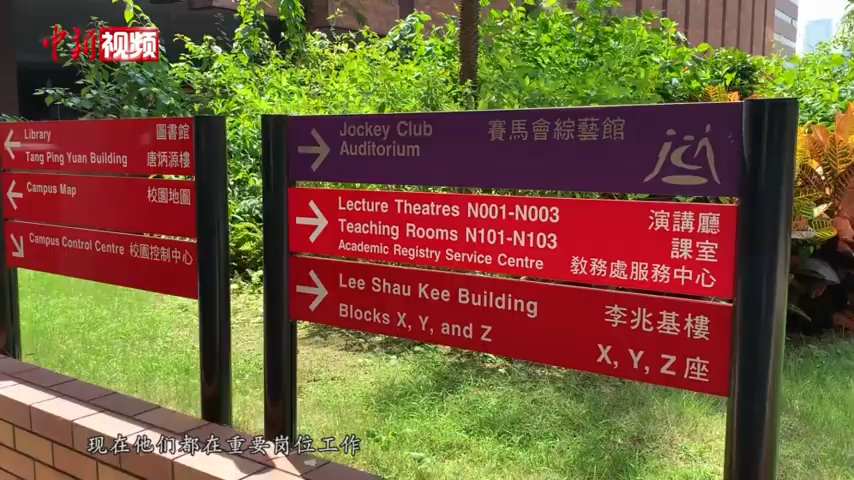 中新视频
Library 圖書館
Tang Ping Yuan Building 唐炳源樓
Campus Map 校園地圖
Campus Control Centre 校園控制中心
Jockey Club 賽馬會綜藝館
Auditorium
jca
Lecture Theatres N001-N003 演講廳
Teaching Rooms N101-N103 課室
Academic Registry Service Centre 教務處服務中心
Lee Shau Kee Building 李兆基樓
Blocks X, Y, and Z X, Y, Z座
现在他们都在重要岗位工作